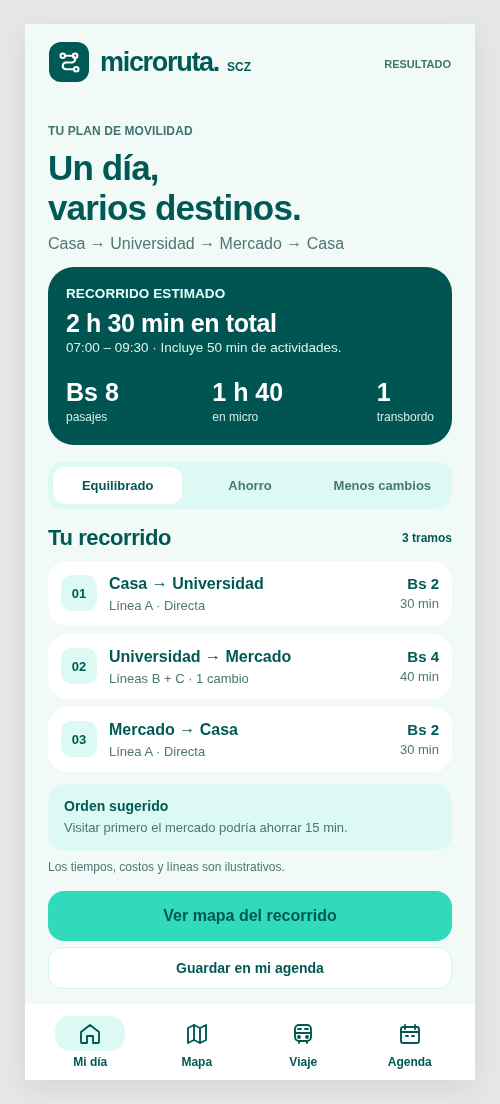 microruta. SCZ
RESULTADO
TU PLAN DE MOVILIDAD
Un día,
varios destinos.
Casa → Universidad → Mercado → Casa
RECORRIDO ESTIMADO
2 h 30 min en total
07:00 – 09:30 · Incluye 50 min de actividades.
Bs 8 1 h 40 1
pasajes en micro transbordo
Equilibrado Ahorro Menos cambios
Tu recorrido 3 tramos
01 Casa → Universidad Bs 2
Línea A · Directa 30 min
02 Universidad → Mercado Bs 4
Líneas B + C · 1 cambio 40 min
03 Mercado → Casa Bs 2
Línea A · Directa 30 min
Orden sugerido
Visitar primero el mercado podría ahorrar 15 min.
Los tiempos, costos y líneas son ilustrativos.
Ver mapa del recorrido
Guardar en mi agenda
Mi día Mapa Viaje Agenda